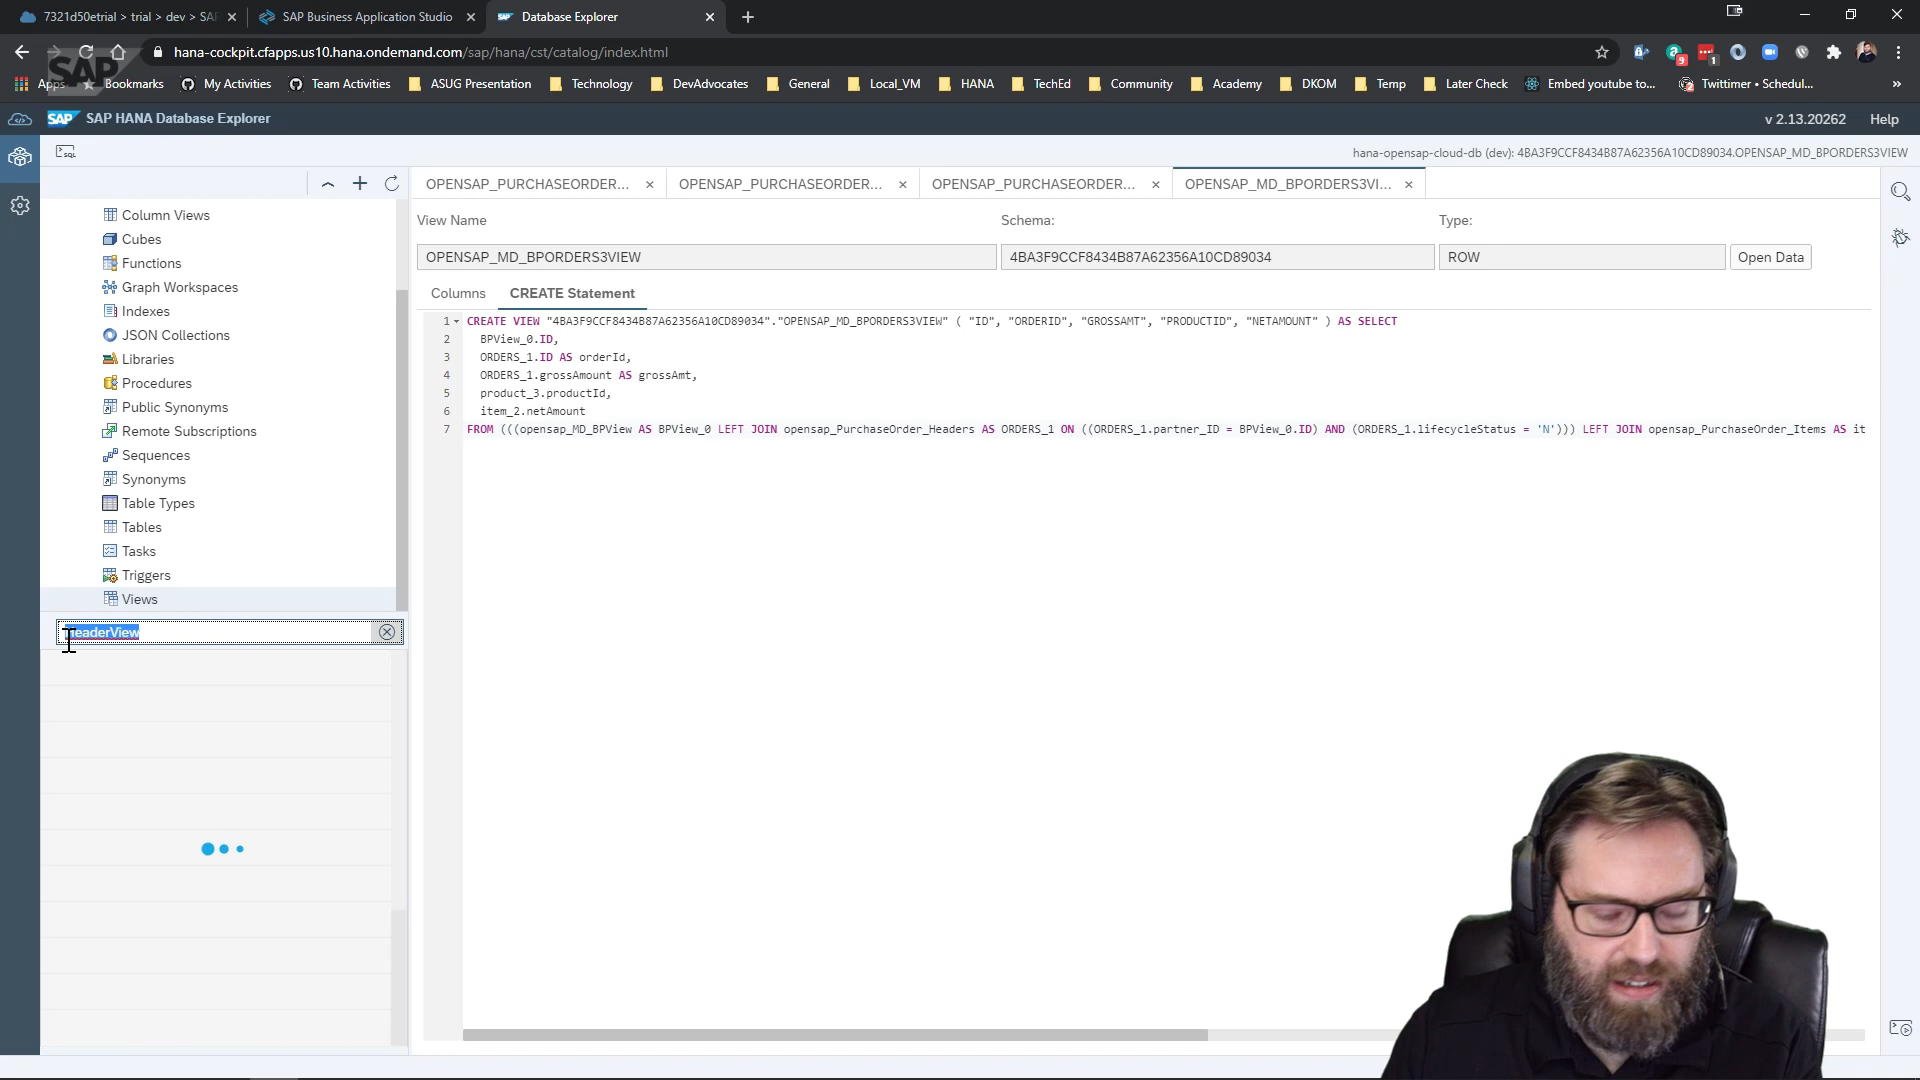 7321d50etrial > trial > dev > SA
SAP Business Application Studio
SAP
Database Explorer
hana-cockpit.cfapps.us10.hana.ondemand.com/sap/hana/cst/catalog/index.html
9
1
SAP
Apps
Bookmarks
My Activities
Team Activities
ASUG Presentation
Technology
DevAdvocates
General
Local_VM
HANA
TechEd
Community
Academy
DKOM
Temp
Later Check
Embed youtube to...
Twittimer • Schedul...
»
SAP
SAP HANA Database Explorer
v 2.13.20262
Help
hana-opensap-cloud-db (dev): 4BA3F9CCF8434B87A62356A10CD89034.OPENSAP_MD_BPORDERS3VIEW
OPENSAP_PURCHASEORDER...
OPENSAP_PURCHASEORDER...
OPENSAP_PURCHASEORDER...
OPENSAP_MD_BPORDERS3VI...
Column Views
Cubes
Functions
Graph Workspaces
Indexes
JSON Collections
Libraries
Procedures
Public Synonyms
Remote Subscriptions
Sequences
Synonyms
Table Types
Tables
Tasks
Triggers
Views
HeaderView
View Name
Schema:
Type:
OPENSAP_MD_BPORDERS3VIEW
4BA3F9CCF8434B87A62356A10CD89034
ROW
Open Data
Columns
CREATE Statement
1 CREATE VIEW "4BA3F9CCF8434B87A62356A10CD89034"."OPENSAP_MD_BPORDERS3VIEW" ( "ID", "ORDERID", "GROSSAMT", "PRODUCTID", "NETAMOUNT" ) AS SELECT
2 BPView_0.ID,
3 ORDERS_1.ID AS orderId,
4 ORDERS_1.grossAmount AS grossAmt,
5 product_3.productId,
6 item_2.netAmount
7 FROM (((opensap_MD_BPView AS BPView_0 LEFT JOIN opensap_PurchaseOrder_Headers AS ORDERS_1 ON ((ORDERS_1.partner_ID = BPView_0.ID) AND (ORDERS_1.lifecycleStatus = 'N'))) LEFT JOIN opensap_PurchaseOrder_Items AS it